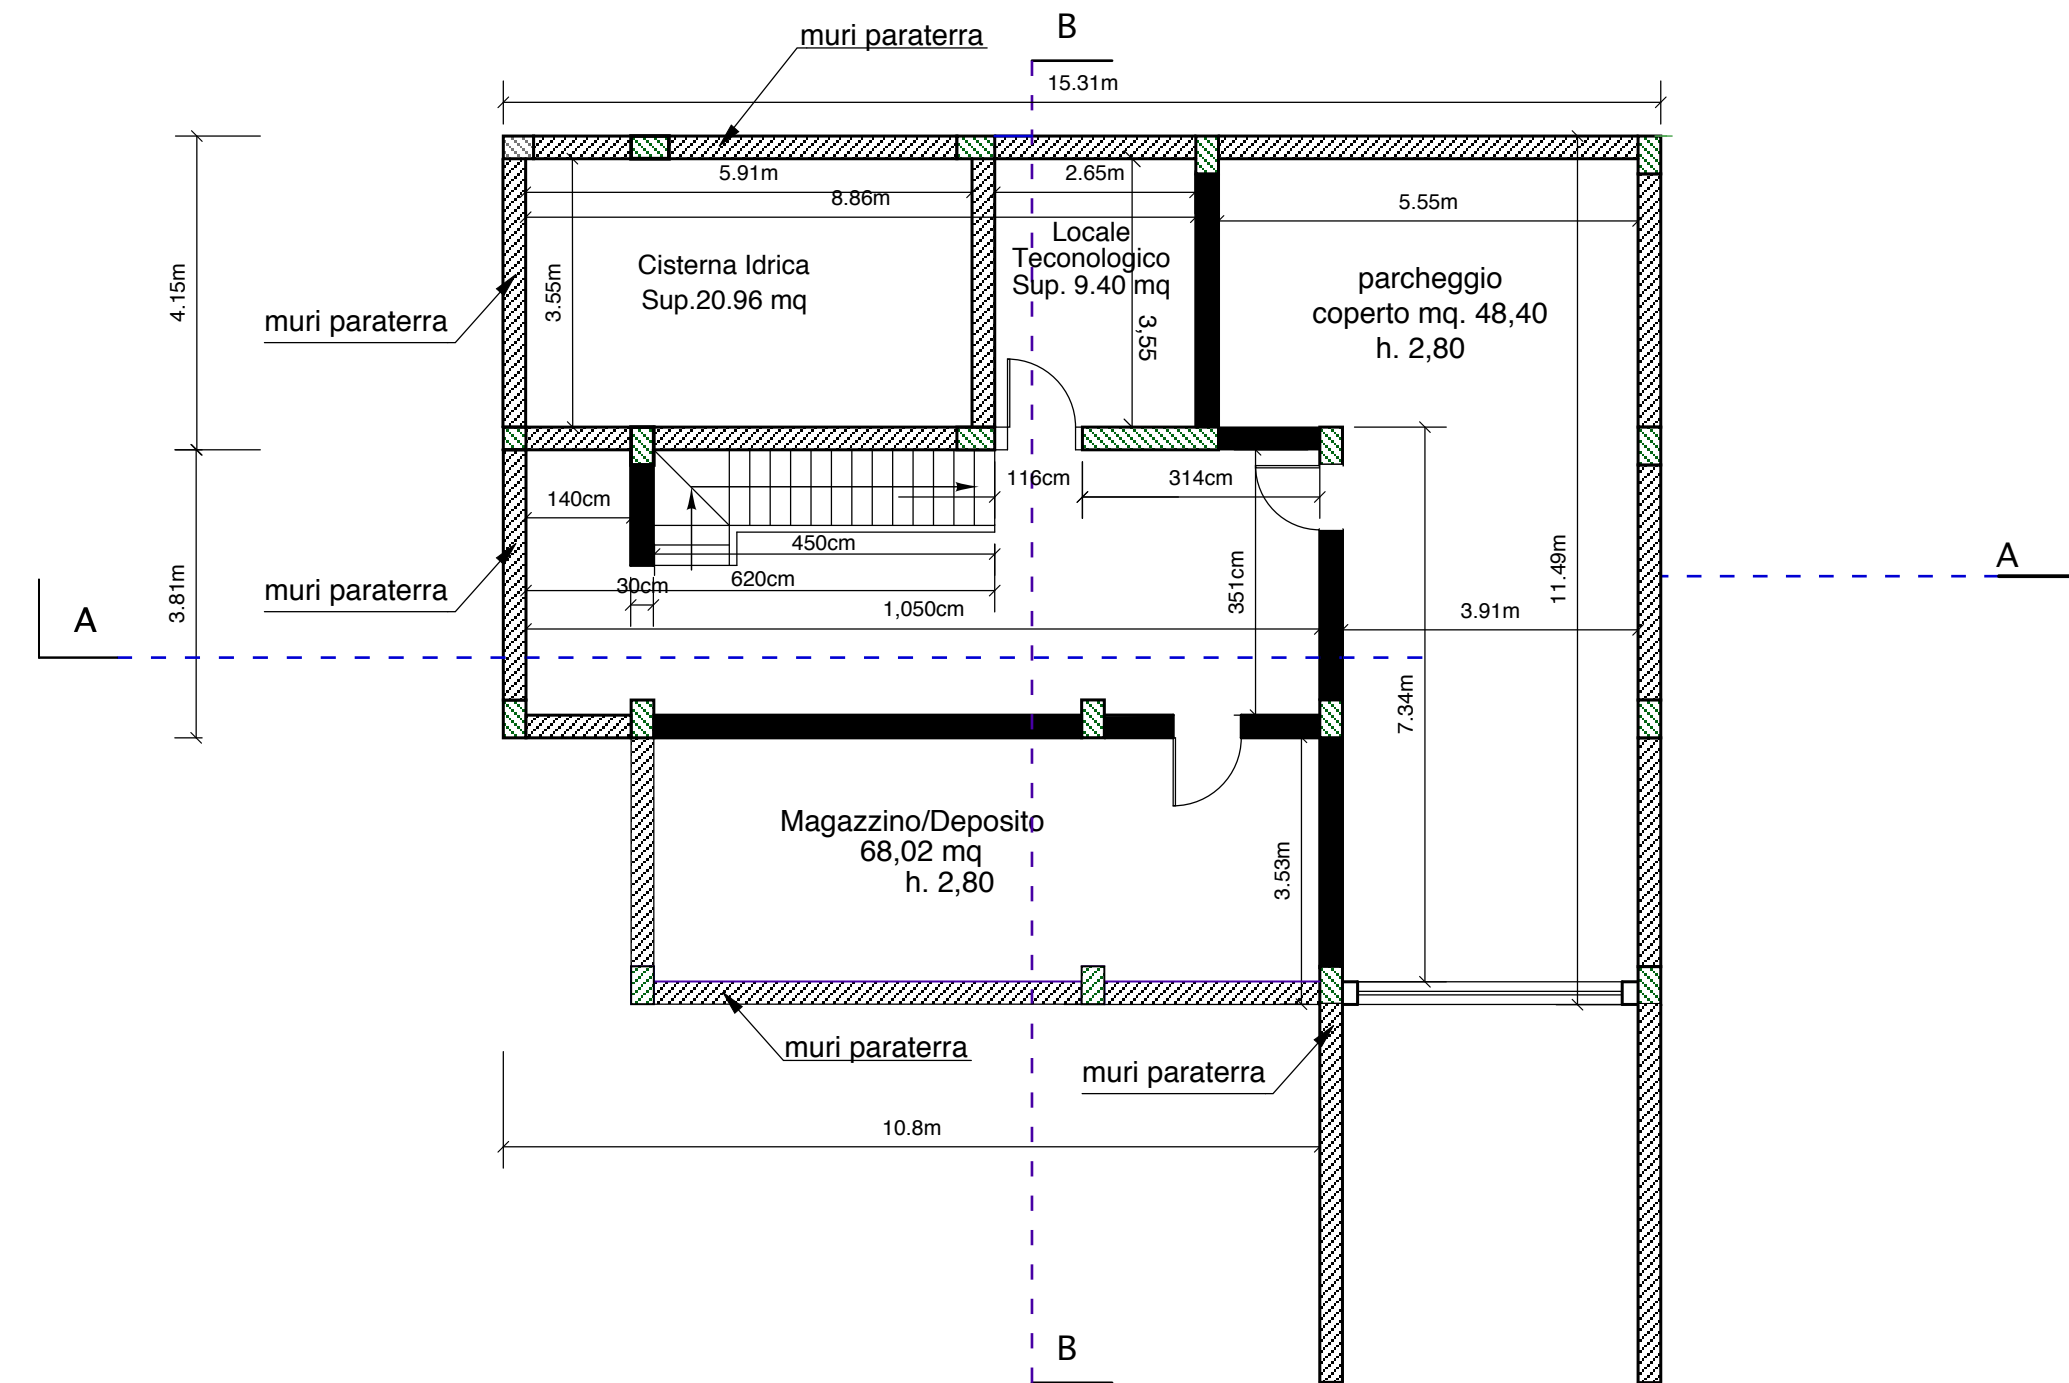 B
muri paraterra
15.31m
5.91m
2.65m
8.86m
5.55m
4.15m
3.55m
Cisterna Idrica
Sup.20.96 mq
Locale
Teconologico
Sup. 9.40 mq
3,55
parcheggio
coperto mq. 48,40
h. 2,80
muri paraterra
140cm
116cm
314cm
450cm
30cm
620cm
1,050cm
351cm
11.49m
3.91m
A
muri paraterra
3.81m
A
7.34m
Magazzino/Deposito
68,02 mq
h. 2,80
3.53m
muri paraterra
muri paraterra
10.8m
B